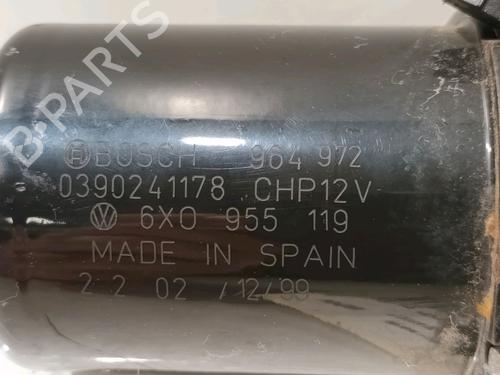 B-PARTS
BOSCH 964 972
0390241178 CHP12V
6X0 955 119
MADE IN SPAIN
2 2 02 /12/99